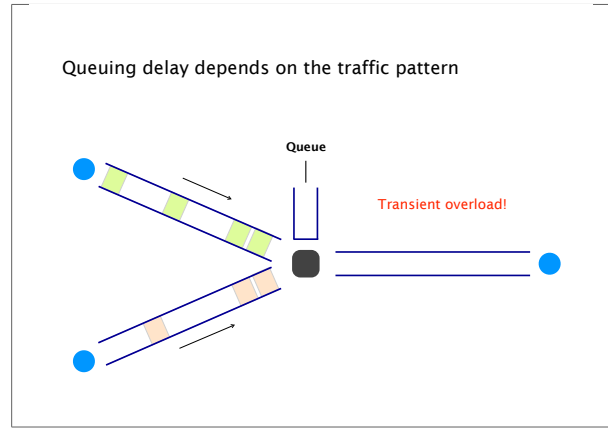 Queuing delay depends on the traffic pattern
Queue
Transient overload!